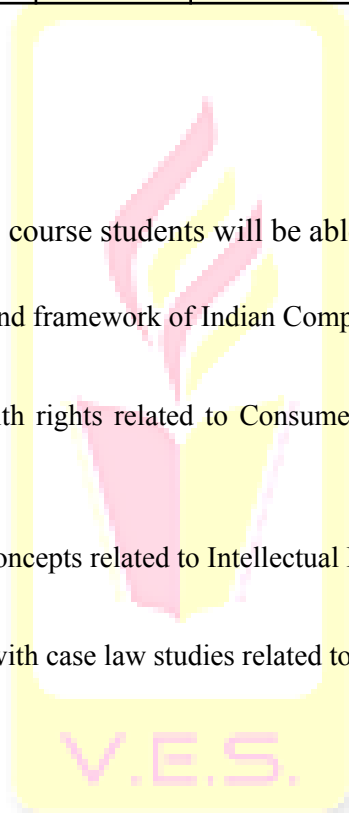 course students will be abl
nd framework of Indian Comp
th rights related to Consume
oncepts related to Intellectual
with case law studies related to
V.E.S.